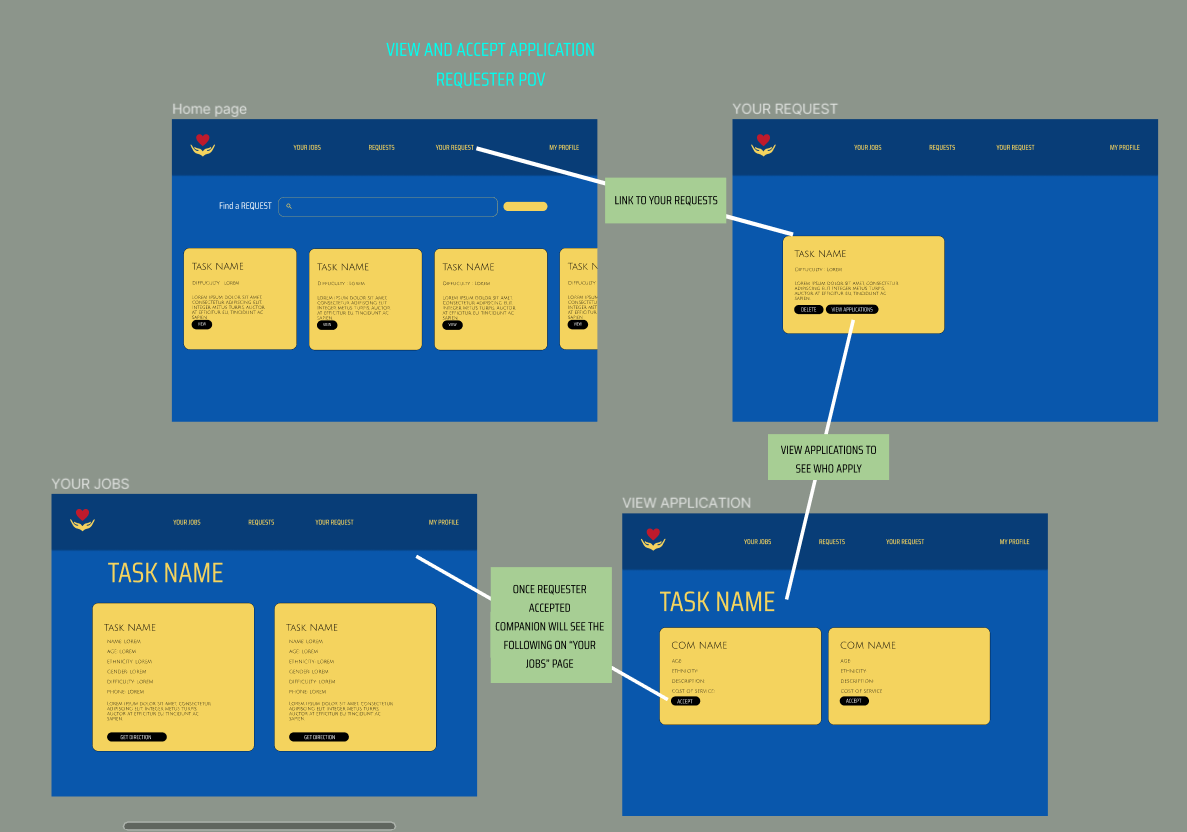 VIEW AND ACCEPT APPLICATION
REQUESTER POV
Home page
YOUR JOBS
REQUESTS
YOUR REQUEST
MY PROFILE
Find a REQUEST
TASK NAME
DIFFUCULTY : LOREM
LOREM IPSUM DOLOR SIT AMET,
CONSECTETUR ADIPISCING ELIT.
INTEGER METUS TURPIS, AUCTOR
AT EFFICITUR EU, TINCIDUNT AC
SAPIEN.
VIEW
TASK NAME
DIFFUCULTY : LOREM
LOREM IPSUM DOLOR SIT AMET,
CONSECTETUR ADIPISCING ELIT.
INTEGER METUS TURPIS, AUCTOR
AT EFFICITUR EU, TINCIDUNT AC
SAPIEN.
VIEW
TASK NAME
DIFFUCULTY : LOREM
LOREM IPSUM DOLOR SIT AMET,
CONSECTETUR ADIPISCING ELIT.
INTEGER METUS TURPIS, AUCTOR
AT EFFICITUR EU, TINCIDUNT AC
SAPIEN.
VIEW
TASK N
VIEW
LINK TO YOUR REQUESTS
YOUR REQUEST
YOUR JOBS
REQUESTS
YOUR REQUEST
MY PROFILE
TASK NAME
DIFFUCULTY : LOREM
LOREM IPSUM DOLOR SIT AMET, CONSECTETUR
ADIPISCING ELIT. INTEGER METUS TURPIS,
AUCTOR AT EFFICITUR EU, TINCIDUNT AC
SAPIEN.
DELETE
VIEW APPLICATIONS
VIEW APPLICATIONS TO
SEE WHO APPLY
YOUR JOBS
YOUR JOBS
REQUESTS
YOUR REQUEST
MY PROFILE
TASK NAME
TASK NAME
NAME: LOREM
AGE: LOREM
ETHNICITY: LOREM
GENDER: LOREM
DIFFICULTY: LOREM
PHONE: LOREM
LOREM IPSUM DOLOR SIT AMET, CONSECTETUR
ADIPISCING ELIT. INTEGER METUS TURPIS,
AUCTOR AT EFFICITUR EU, TINCIDUNT AC
SAPIEN.
GET DIRECTION
TASK NAME
NAME: LOREM
AGE: LOREM
ETHNICITY: LOREM
GENDER: LOREM
DIFFICULTY: LOREM
PHONE: LOREM
LOREM IPSUM DOLOR SIT AMET, CONSECTETUR
ADIPISCING ELIT. INTEGER METUS TURPIS,
AUCTOR AT EFFICITUR EU, TINCIDUNT AC
SAPIEN.
GET DIRECTION
ONCE REQUESTER
ACCEPTED
COMPANION WILL SEE THE
FOLLOWING ON "YOUR
JOBS" PAGE
VIEW APPLICATION
YOUR JOBS
REQUESTS
YOUR REQUEST
MY PROFILE
TASK NAME
COM NAME
AGE
ETHNICITY
DESCRIPTION
COST OF SERVICE
ACCEPT
COM NAME
AGE
ETHNICITY
DESCRIPTION
COST OF SERVICE
ACCEPT